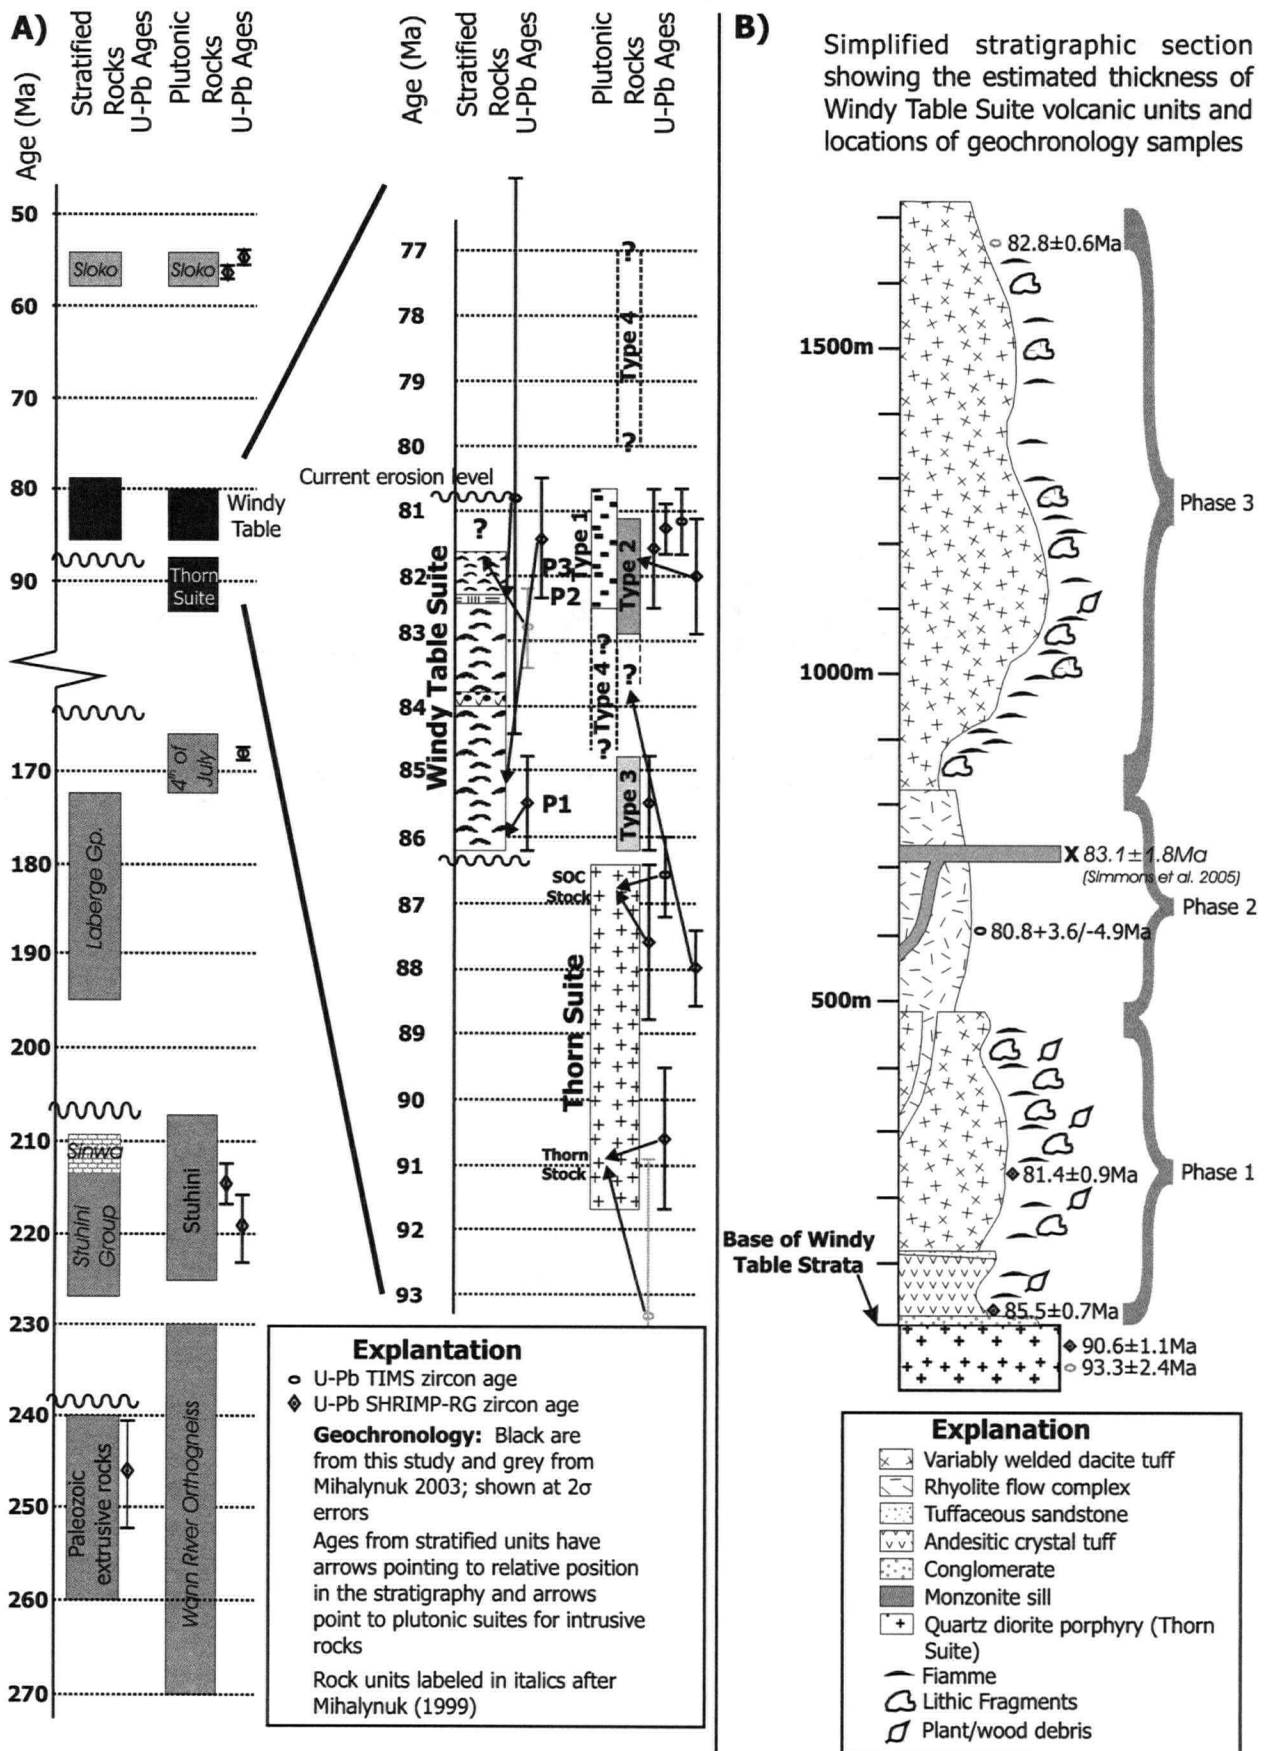 A)
Age (Ma)
Stratified
Rocks
U-Pb Ages
Plutonic
Rocks
U-Pb Ages
50
60
70
80
90
170
180
190
200
210
220
230
240
250
260
270
Sloko
Sloko
Windy
Table
Thorn
Suite
4th of
July
Laberge Gp.
Sinwa
Stuhini
Group
Stuhini
Paleozoic
extrusive rocks
Wann River Orthogneiss
Age (Ma)
Stratified
Rocks
U-Pb Ages
Plutonic
Rocks
U-Pb Ages
77
78
79
80
81
82
83
84
85
86
87
88
89
90
91
92
93
Current erosion level
Windy Table Suite
?
P3
P2
P1
?
Type 4
?
Type 1
Type 2
?
Type 4
?
?
Type 3
SOC
Stock
Thorn Suite
Thorn
Stock
Explantation
U-Pb TIMS zircon age
U-Pb SHRIMP-RG zircon age
Geochronology: Black are
from this study and grey from
Mihalynuk 2003; shown at 2σ
errors
Ages from stratified units have
arrows pointing to relative position
in the stratigraphy and arrows
point to plutonic suites for intrusive
rocks
Rock units labeled in italics after
Mihalynuk (1999)
B)
Simplified stratigraphic section
showing the estimated thickness of
Windy Table Suite volcanic units and
locations of geochronology samples
82.8±0.6Ma
1500m
Phase 3
1000m
X 83.1±1.8Ma
(Simmons et al. 2005)
Phase 2
80.8+3.6/-4.9Ma
500m
81.4±0.9Ma
Phase 1
Base of Windy
Table Strata
85.5±0.7Ma
90.6±1.1Ma
93.3±2.4Ma
Explanation
Variably welded dacite tuff
Rhyolite flow complex
Tuffaceous sandstone
Andesitic crystal tuff
Conglomerate
Monzonite sill
Quartz diorite porphyry (Thorn
Suite)
Fiamme
Lithic Fragments
Plant/wood debris